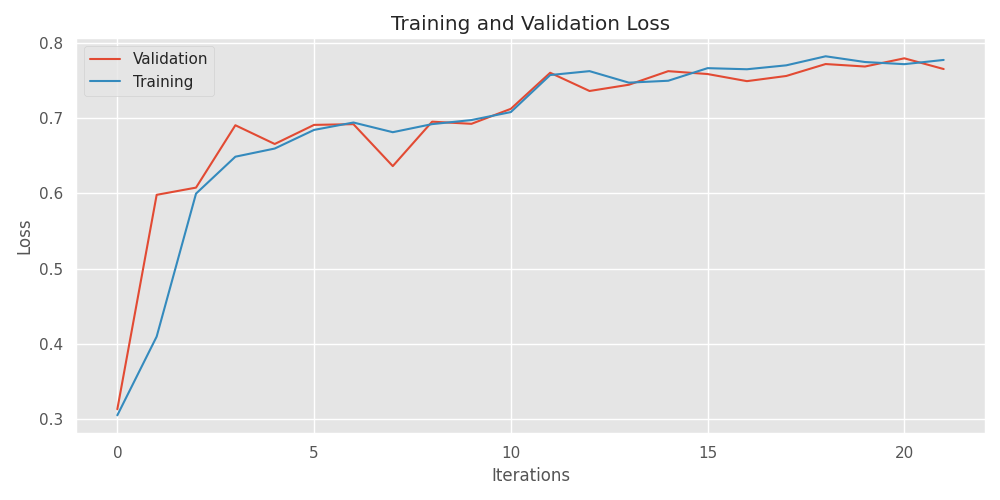 Training and Validation Loss
Validation
Training
Loss
0.8
0.7
0.6
0.5
0.4
0.3
0 5 10 15 20
Iterations